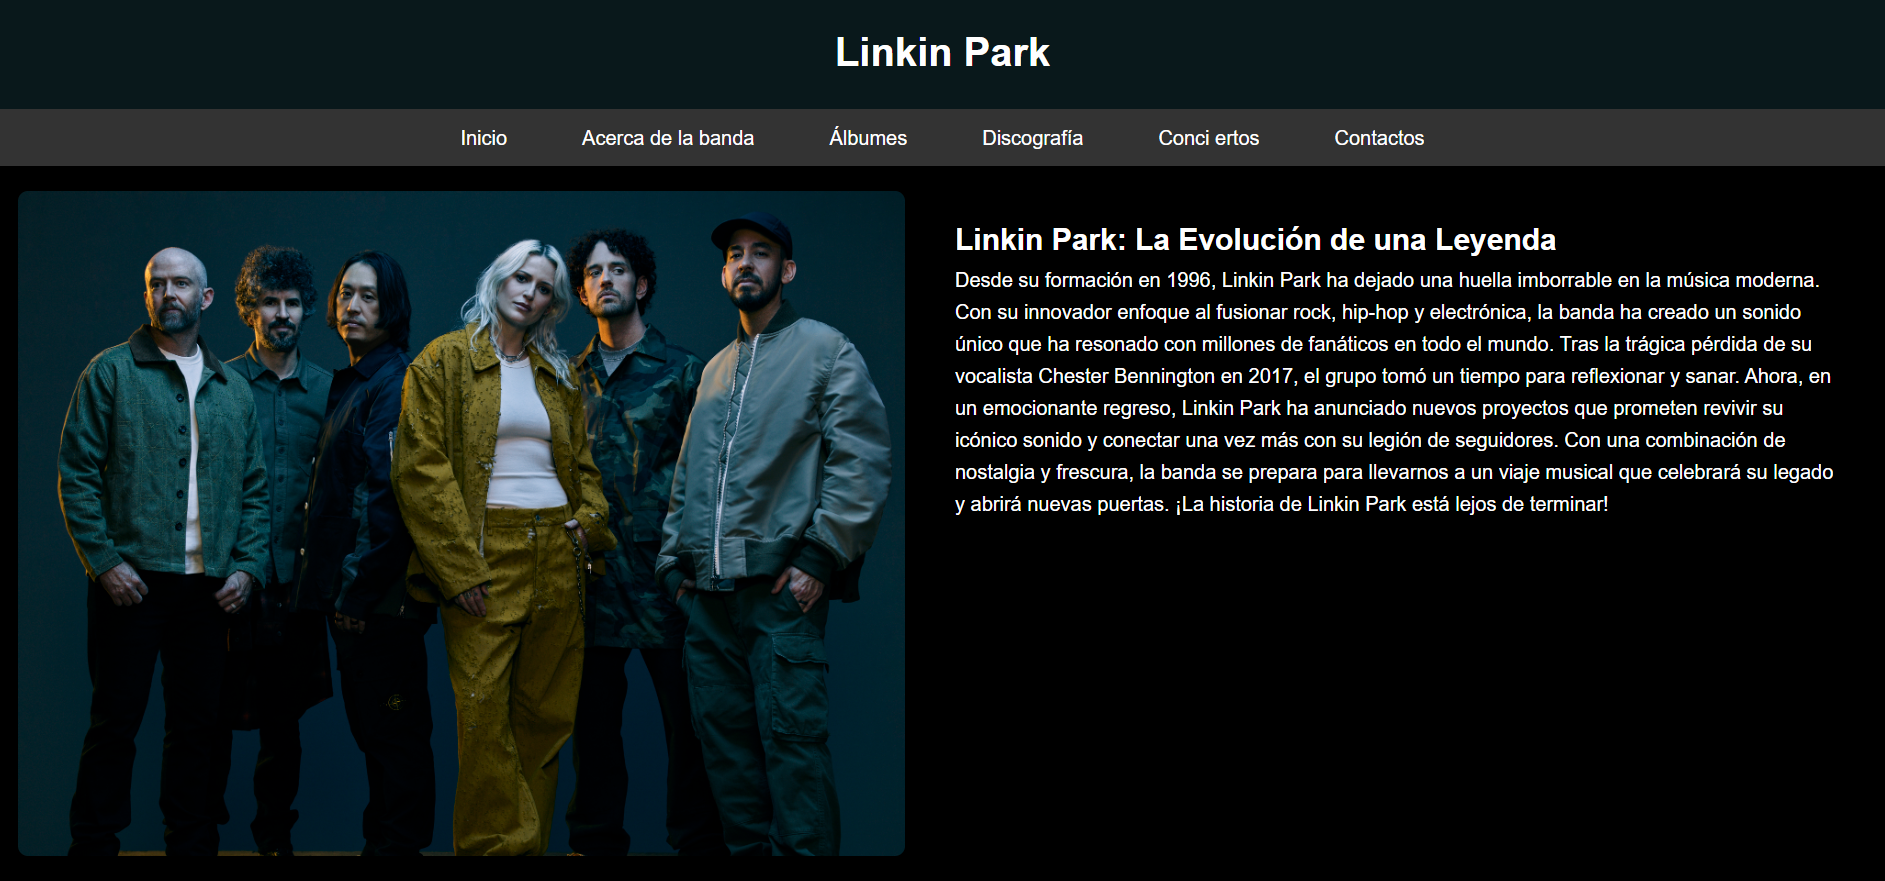 Linkin Park
Inicio Acerca de la banda Álbumes Discografía Conci ertos Contactos
Linkin Park: La Evolución de una Leyenda
Desde su formación en 1996, Linkin Park ha dejado una huella imborrable en la música moderna.
Con su innovador enfoque al fusionar rock, hip-hop y electrónica, la banda ha creado un sonido
único que ha resonado con millones de fanáticos en todo el mundo. Tras la trágica pérdida de su
vocalista Chester Bennington en 2017, el grupo tomó un tiempo para reflexionar y sanar. Ahora, en
un emocionante regreso, Linkin Park ha anunciado nuevos proyectos que prometen revivir su
icónico sonido y conectar una vez más con su legión de seguidores. Con una combinación de
nostalgia y frescura, la banda se prepara para llevarnos a un viaje musical que celebrará su legado
y abrirá nuevas puertas. ¡La historia de Linkin Park está lejos de terminar!